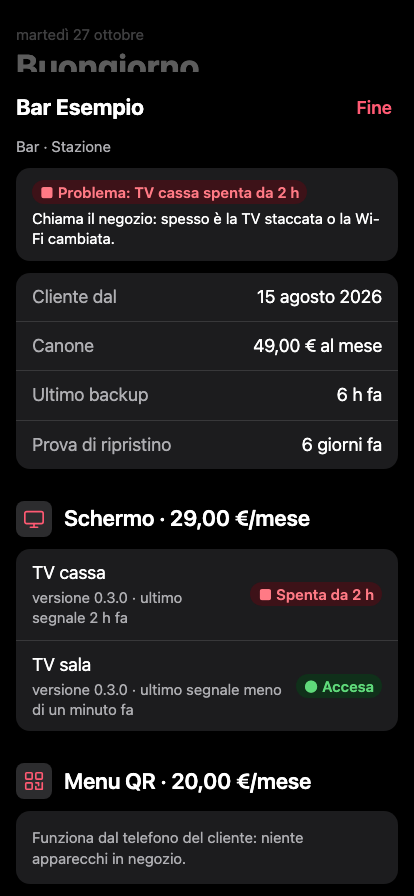 martedì 27 ottobre
Buongiorno
Bar Esempio
Fine
Bar · Stazione
Problema: TV cassa spenta da 2 h
Chiama il negozio: spesso è la TV staccata o la Wi-
Fi cambiata.
Cliente dal
15 agosto 2026
Canone
49,00 € al mese
Ultimo backup
6 h fa
Prova di ripristino
6 giorni fa
Schermo · 29,00 €/mese
TV cassa
versione 0.3.0 · ultimo
segnale 2 h fa
Spenta da 2 h
TV sala
versione 0.3.0 · ultimo segnale meno
di un minuto fa
Accesa
Menu QR · 20,00 €/mese
Funziona dal telefono del cliente: niente
apparecchi in negozio.